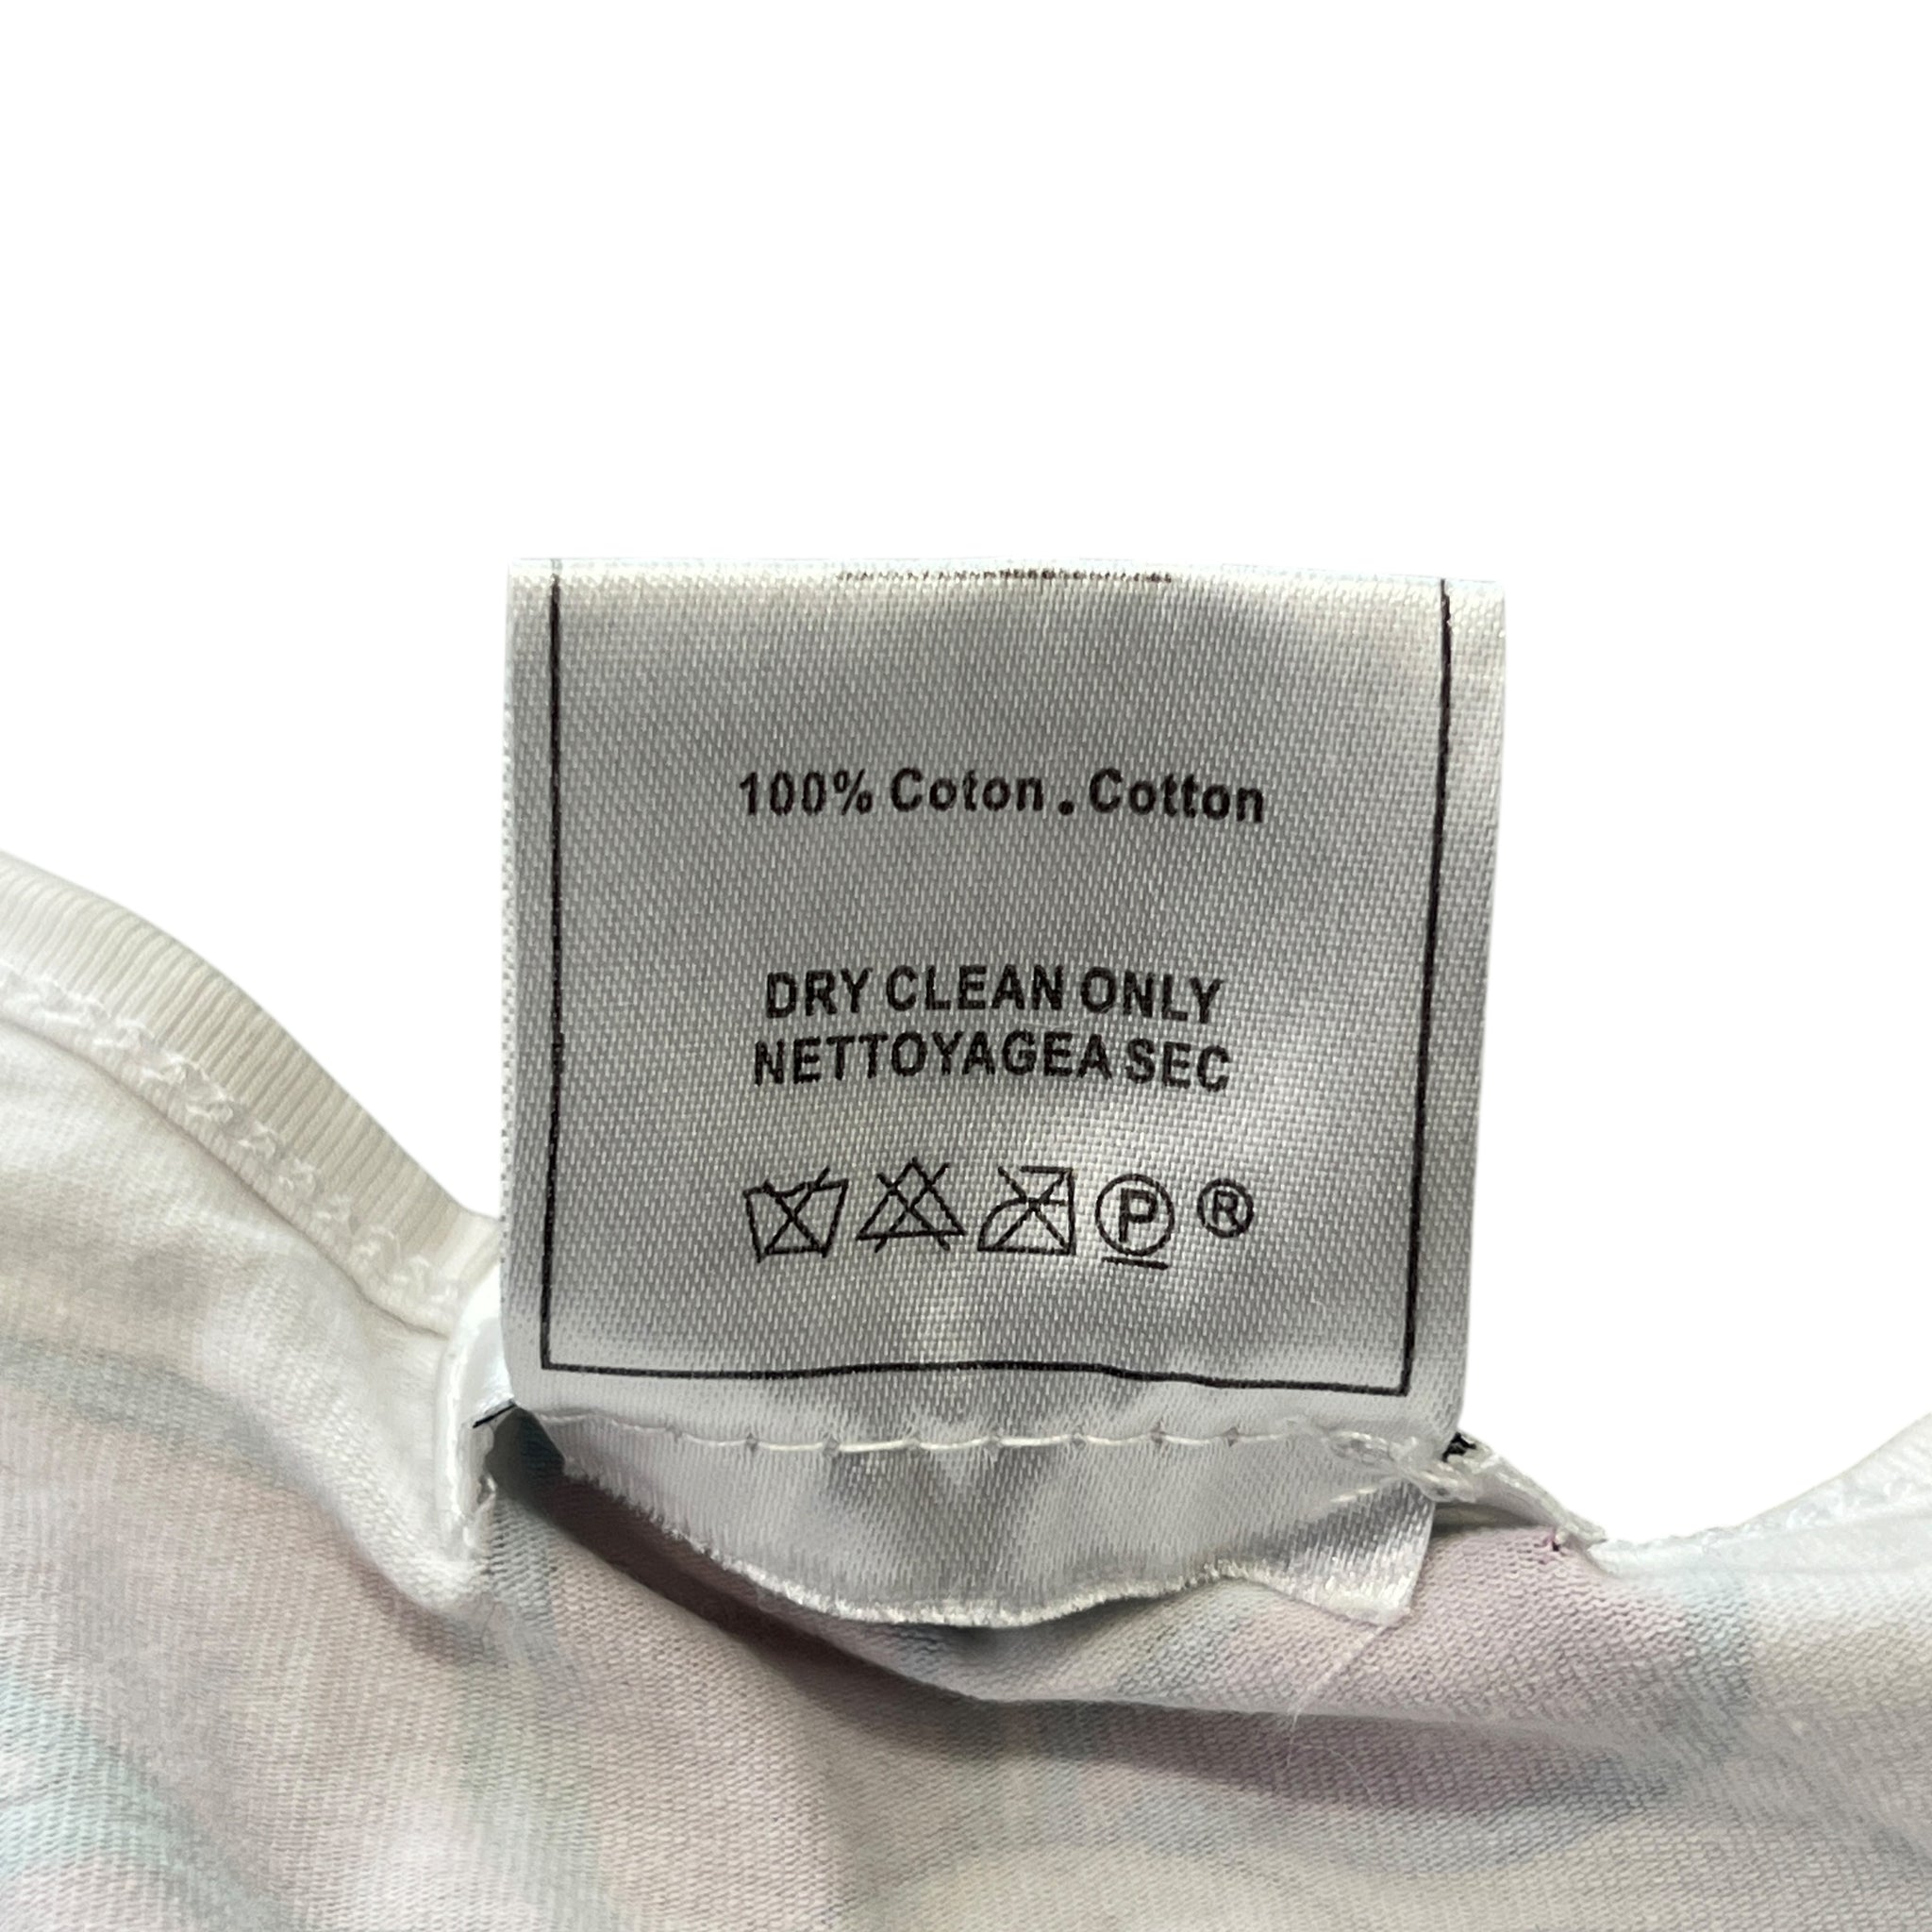 100% Coton . Cotton
DRY CLEAN ONLY
NETTOYAGEA SEC
P ®